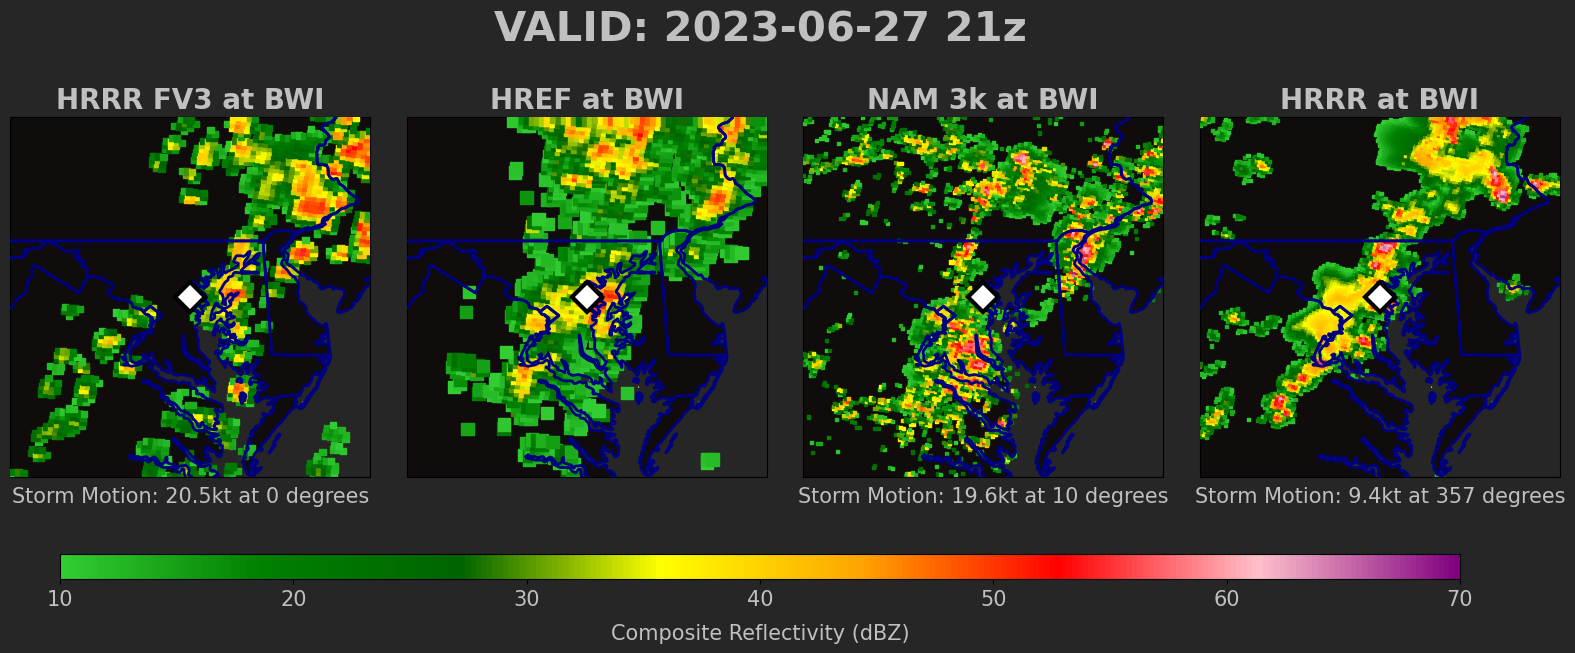 VALID: 2023-06-27 21z
HRRR FV3 at BWI
HREF at BWI
NAM 3k at BWI
HRRR at BWI
Storm Motion: 20.5kt at 0 degrees
Storm Motion: 19.6kt at 10 degrees
Storm Motion: 9.4kt at 357 degrees
10 20 30 40 50 60 70
Composite Reflectivity (dBZ)